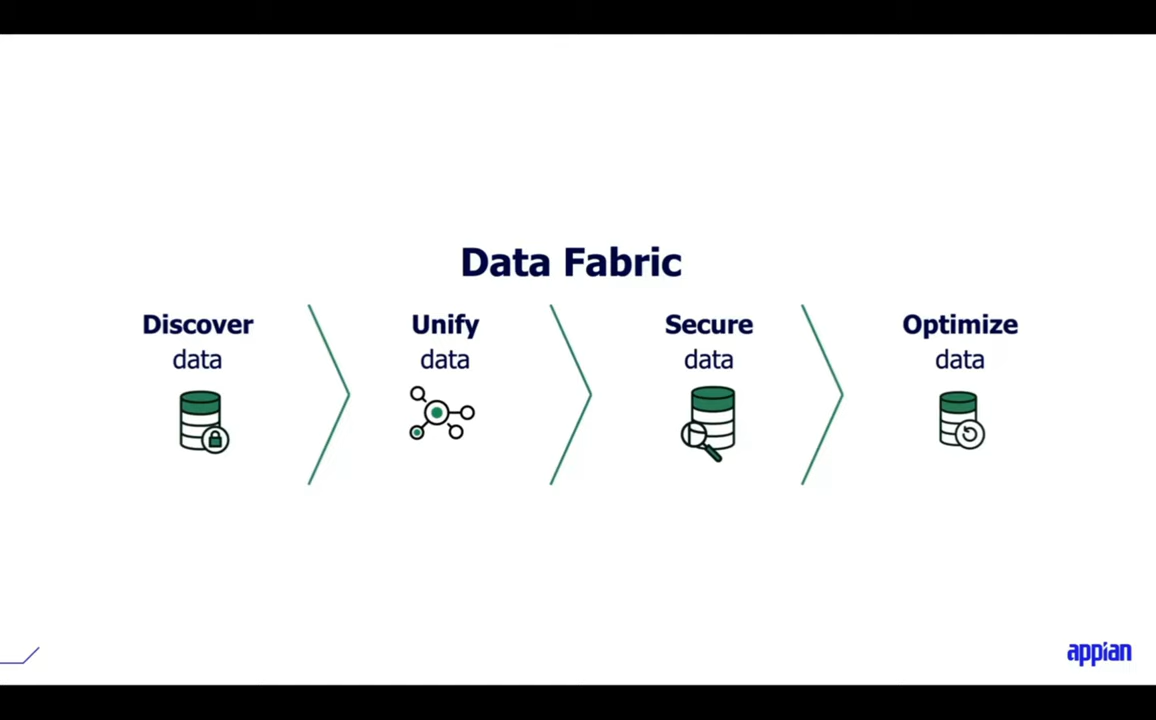 Data Fabric
Discover
data
Unify
data
Secure
data
Optimize
data
appian